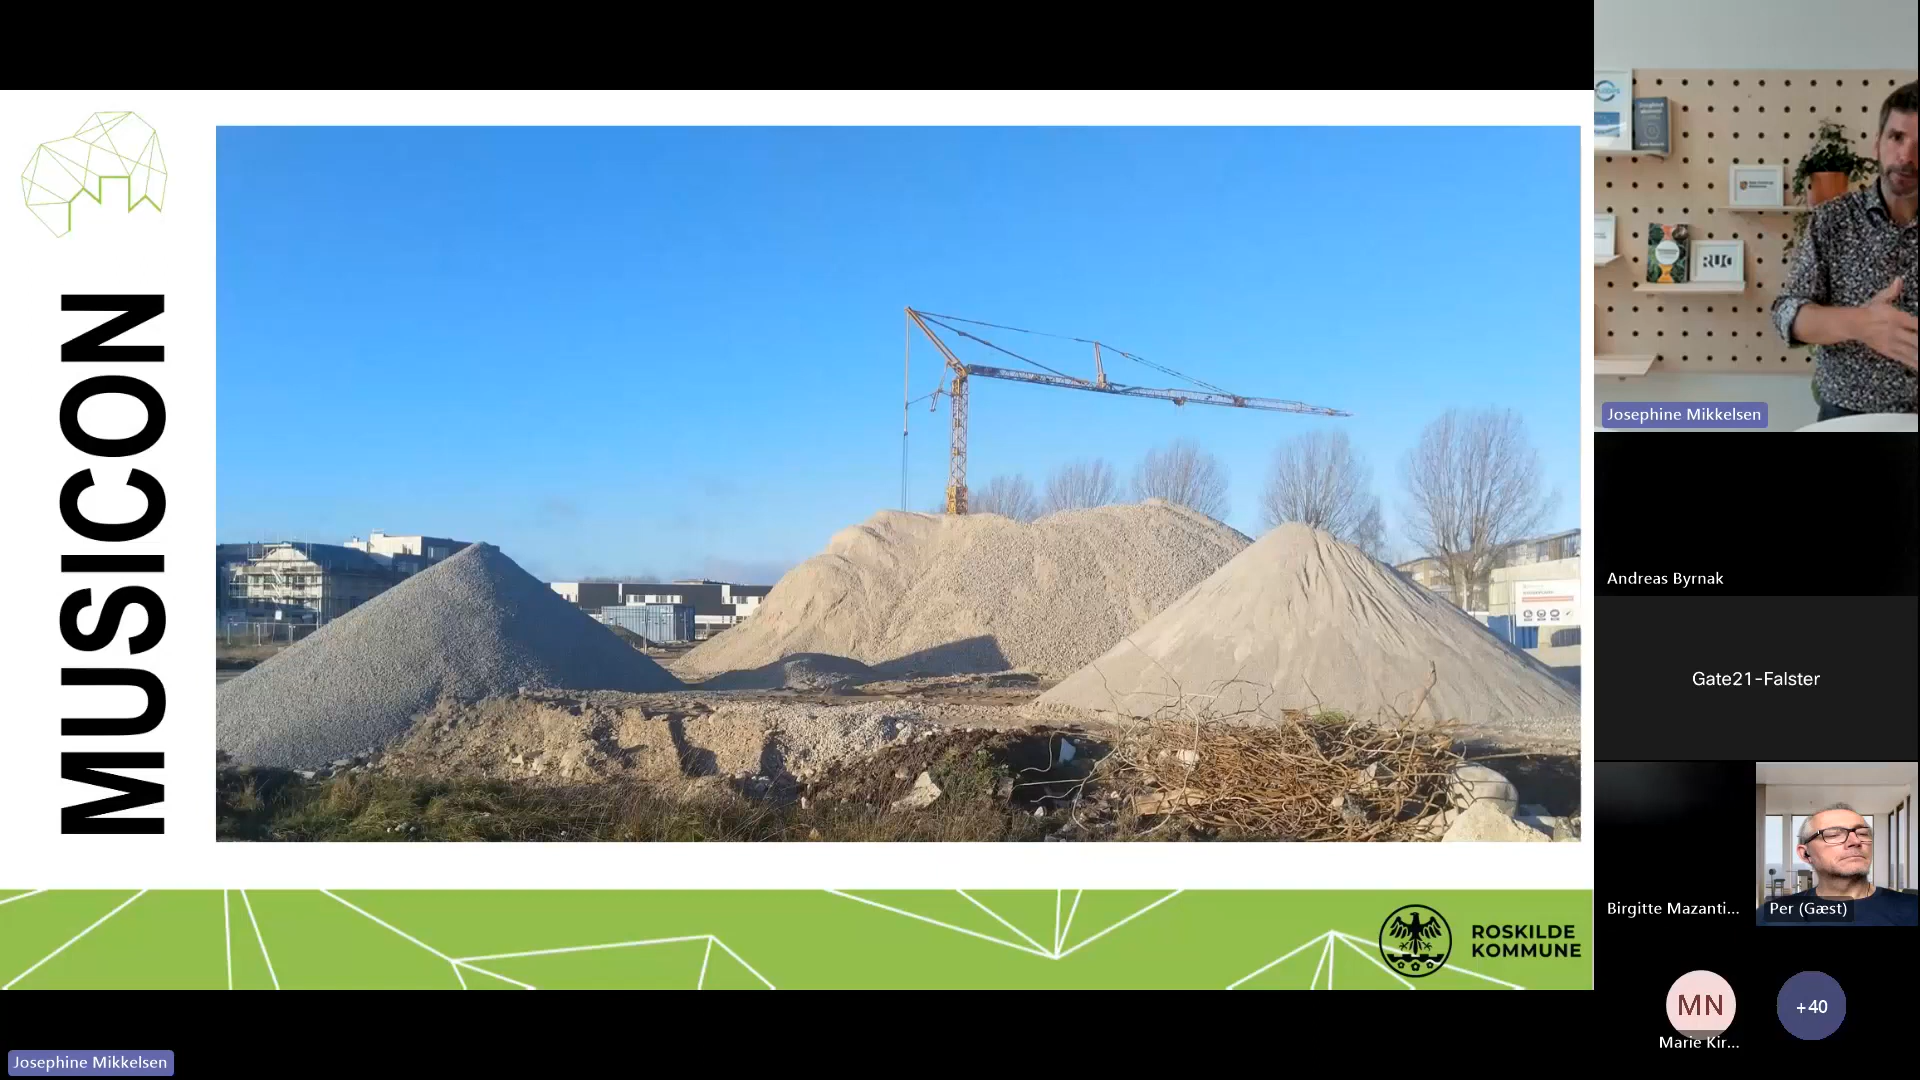 MUSICON
ROSKILDE
KOMMUNE
RUC
Josephine Mikkelsen
Andreas Byrnak
Gate21-Falster
Birgitte Mazanti...
Per (Gæst)
MN
Marie Kir...
+40
Josephine Mikkelsen